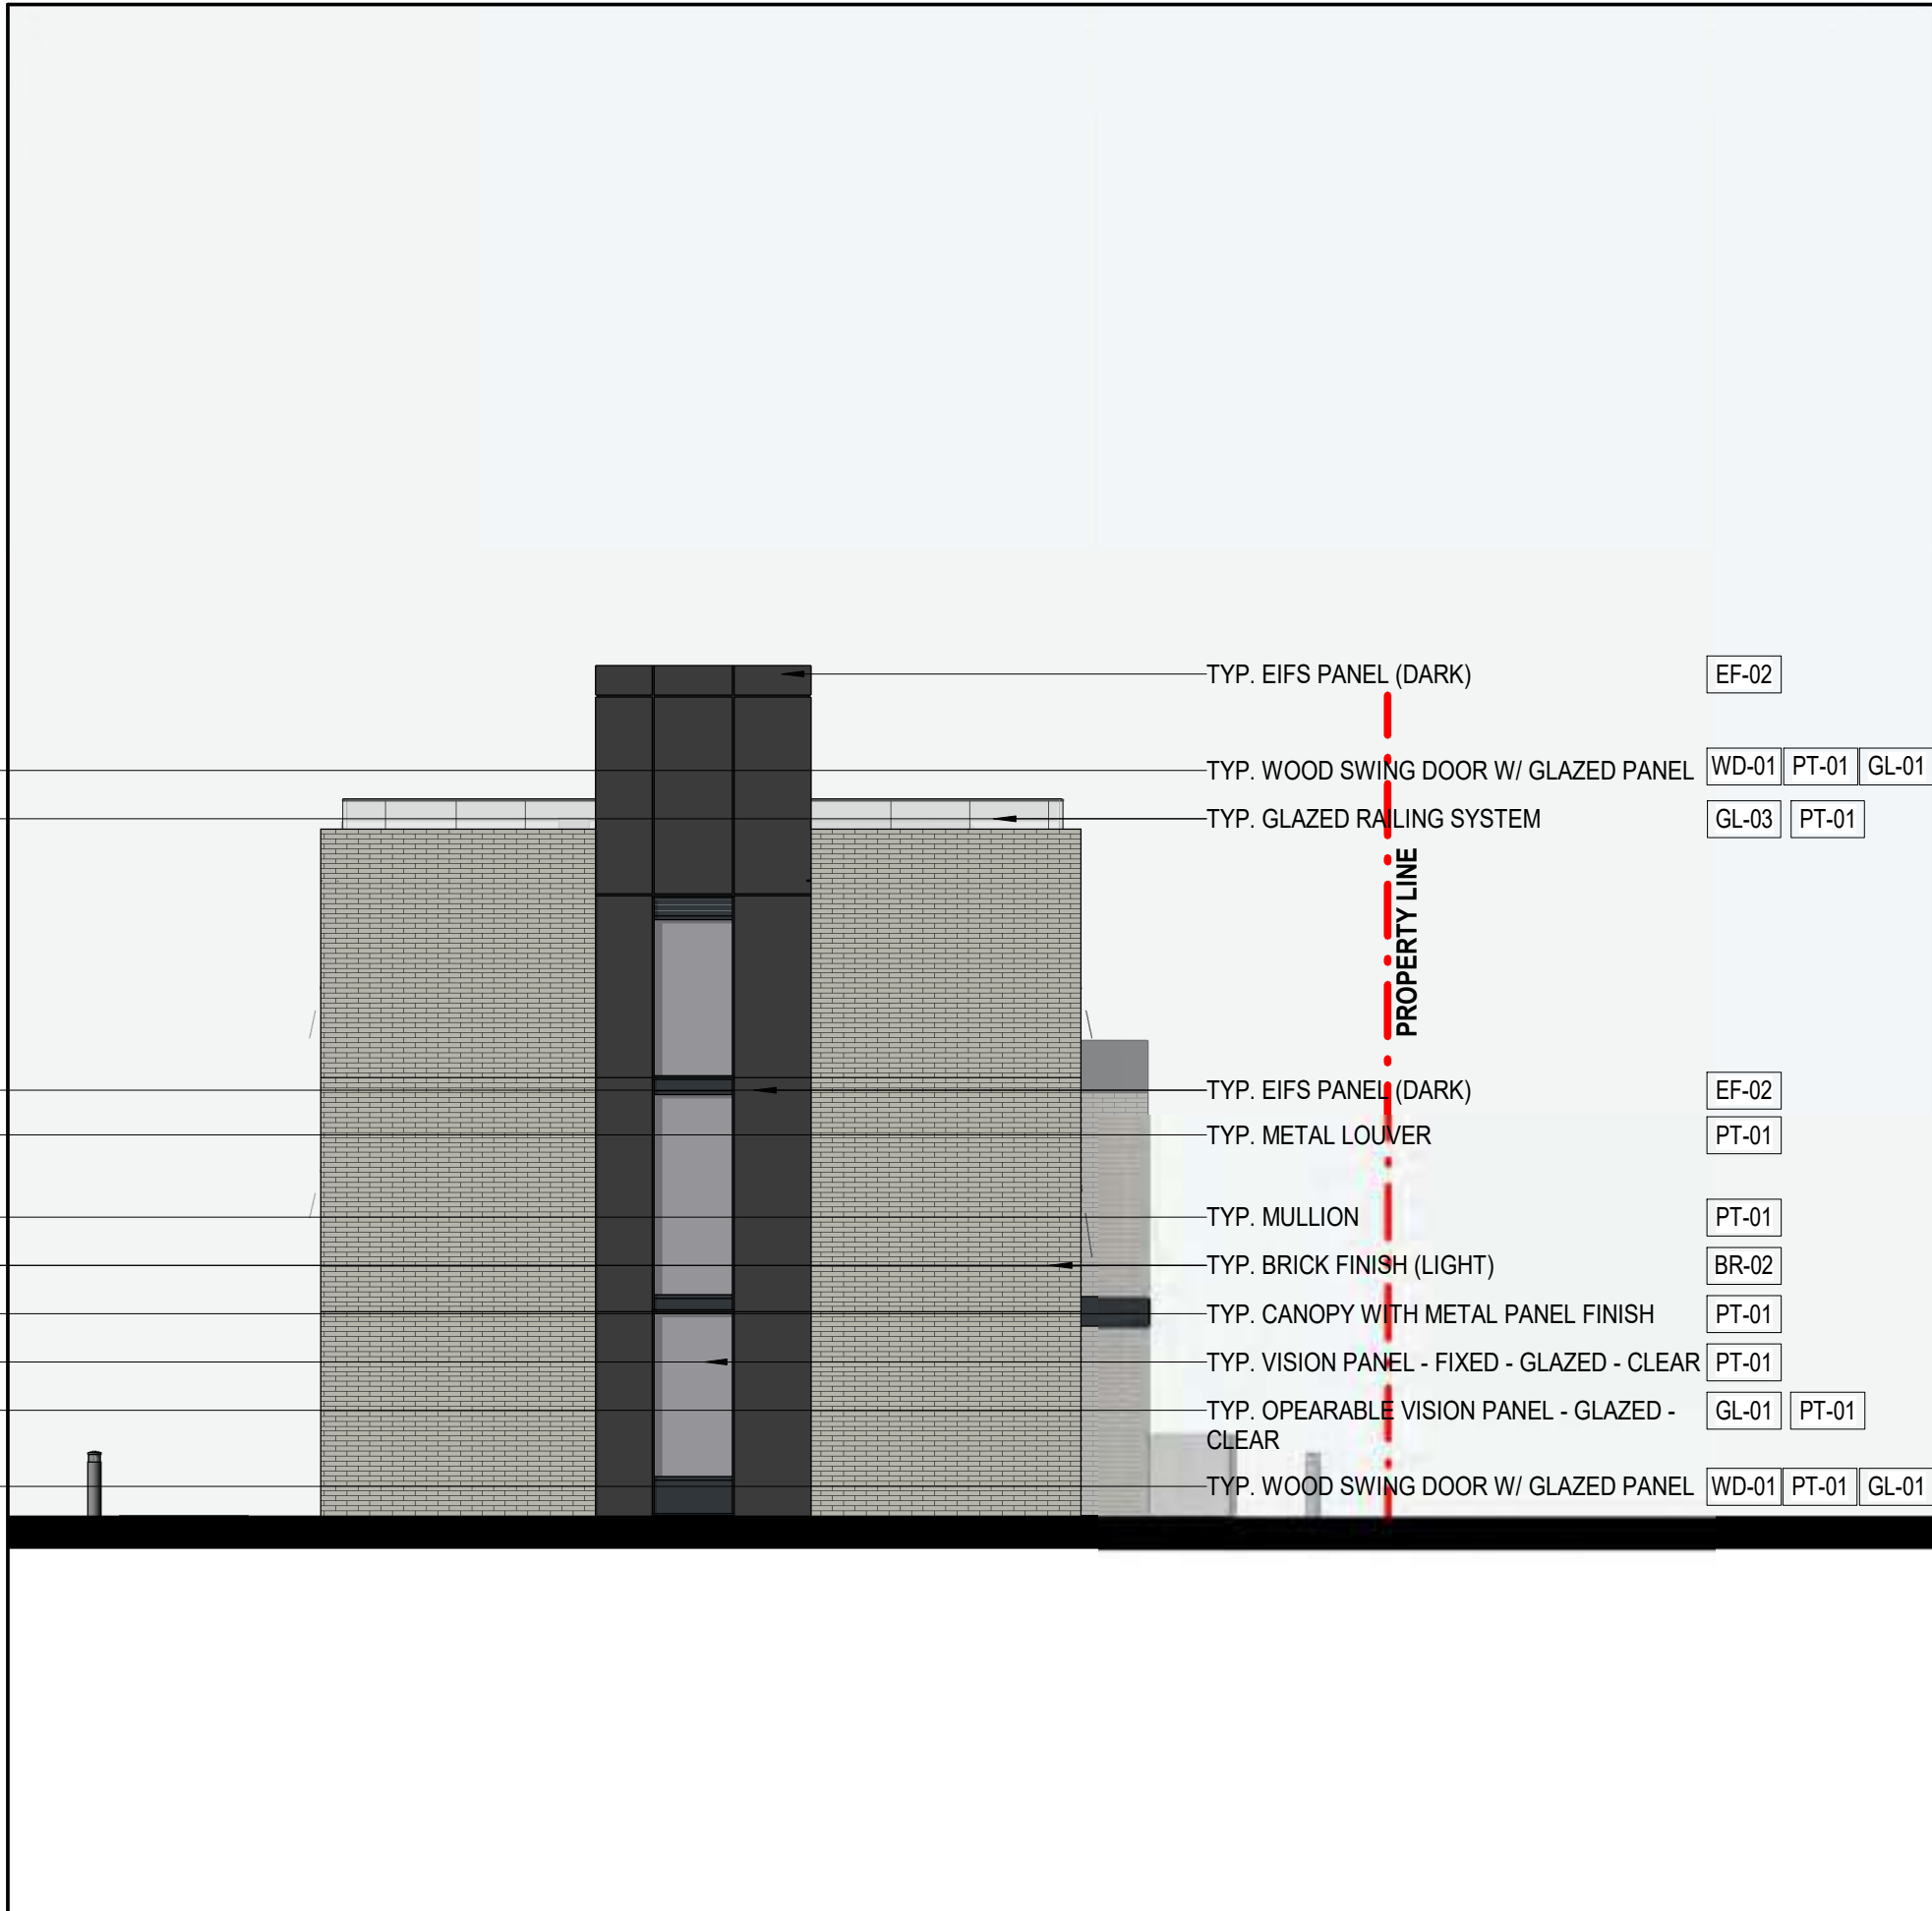 TYP. EIFS PANEL (DARK) EF-02
TYP. WOOD SWING DOOR W/ GLAZED PANEL WD-01 PT-01 GL-01
TYP. GLAZED RAILING SYSTEM GL-03 PT-01
PROPERTY LINE
TYP. EIFS PANEL (DARK) EF-02
TYP. METAL LOUVER PT-01
TYP. MULLION PT-01
TYP. BRICK FINISH (LIGHT) BR-02
TYP. CANOPY WITH METAL PANEL FINISH PT-01
TYP. VISION PANEL - FIXED - GLAZED - CLEAR PT-01
TYP. OPEARABLE VISION PANEL - GLAZED - GL-01 PT-01
CLEAR
TYP. WOOD SWING DOOR W/ GLAZED PANEL WD-01 PT-01 GL-01